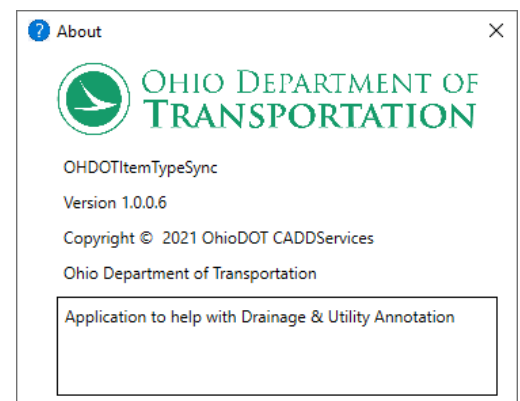 About
OHIO DEPARTMENT OF
TRANSPORTATION
OHDOTItemTypeSync
Version 1.0.0.6
Copyright © 2021 OhioDOT CADDServices
Ohio Department of Transportation
Application to help with Drainage & Utility Annotation